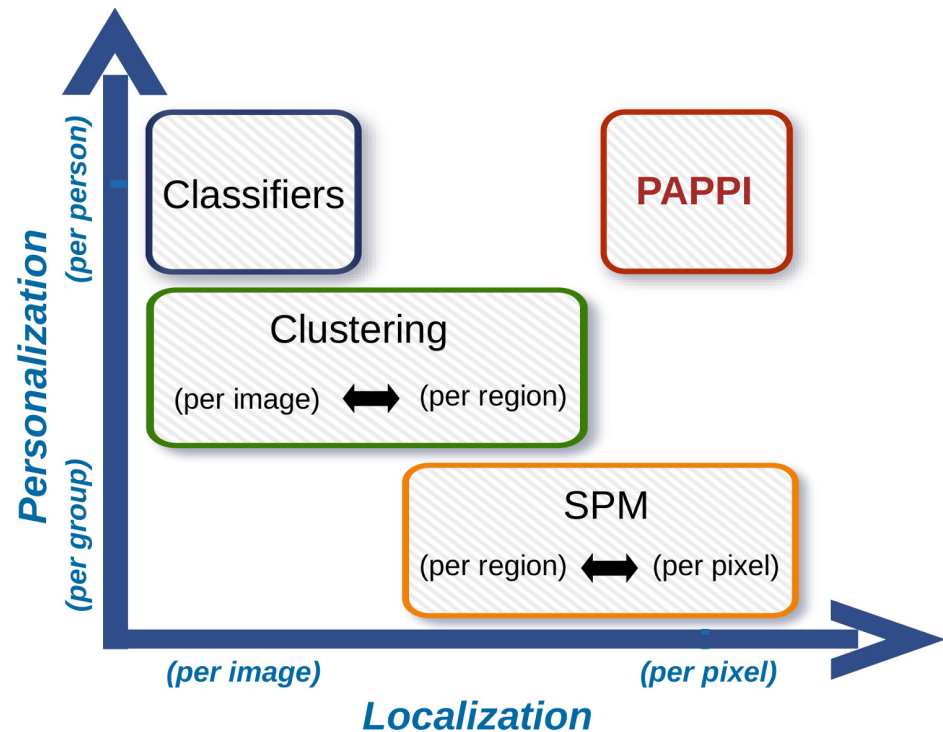 Personalization
(per person)
(per group)
Classifiers
PAPPI
Clustering
(per image) (per region)
SPM
(per region) (per pixel)
(per image) (per pixel)
Localization